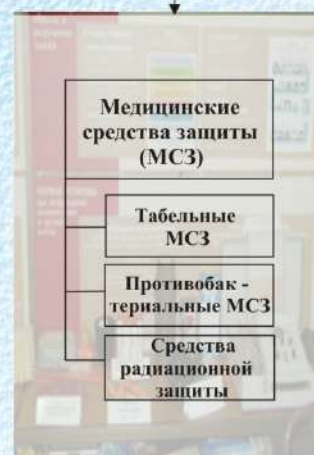 Медицинские
средства защиты
(МСЗ)
Табельные
МСЗ
Противобак -
териальные МСЗ
Средства
радиационной
защиты